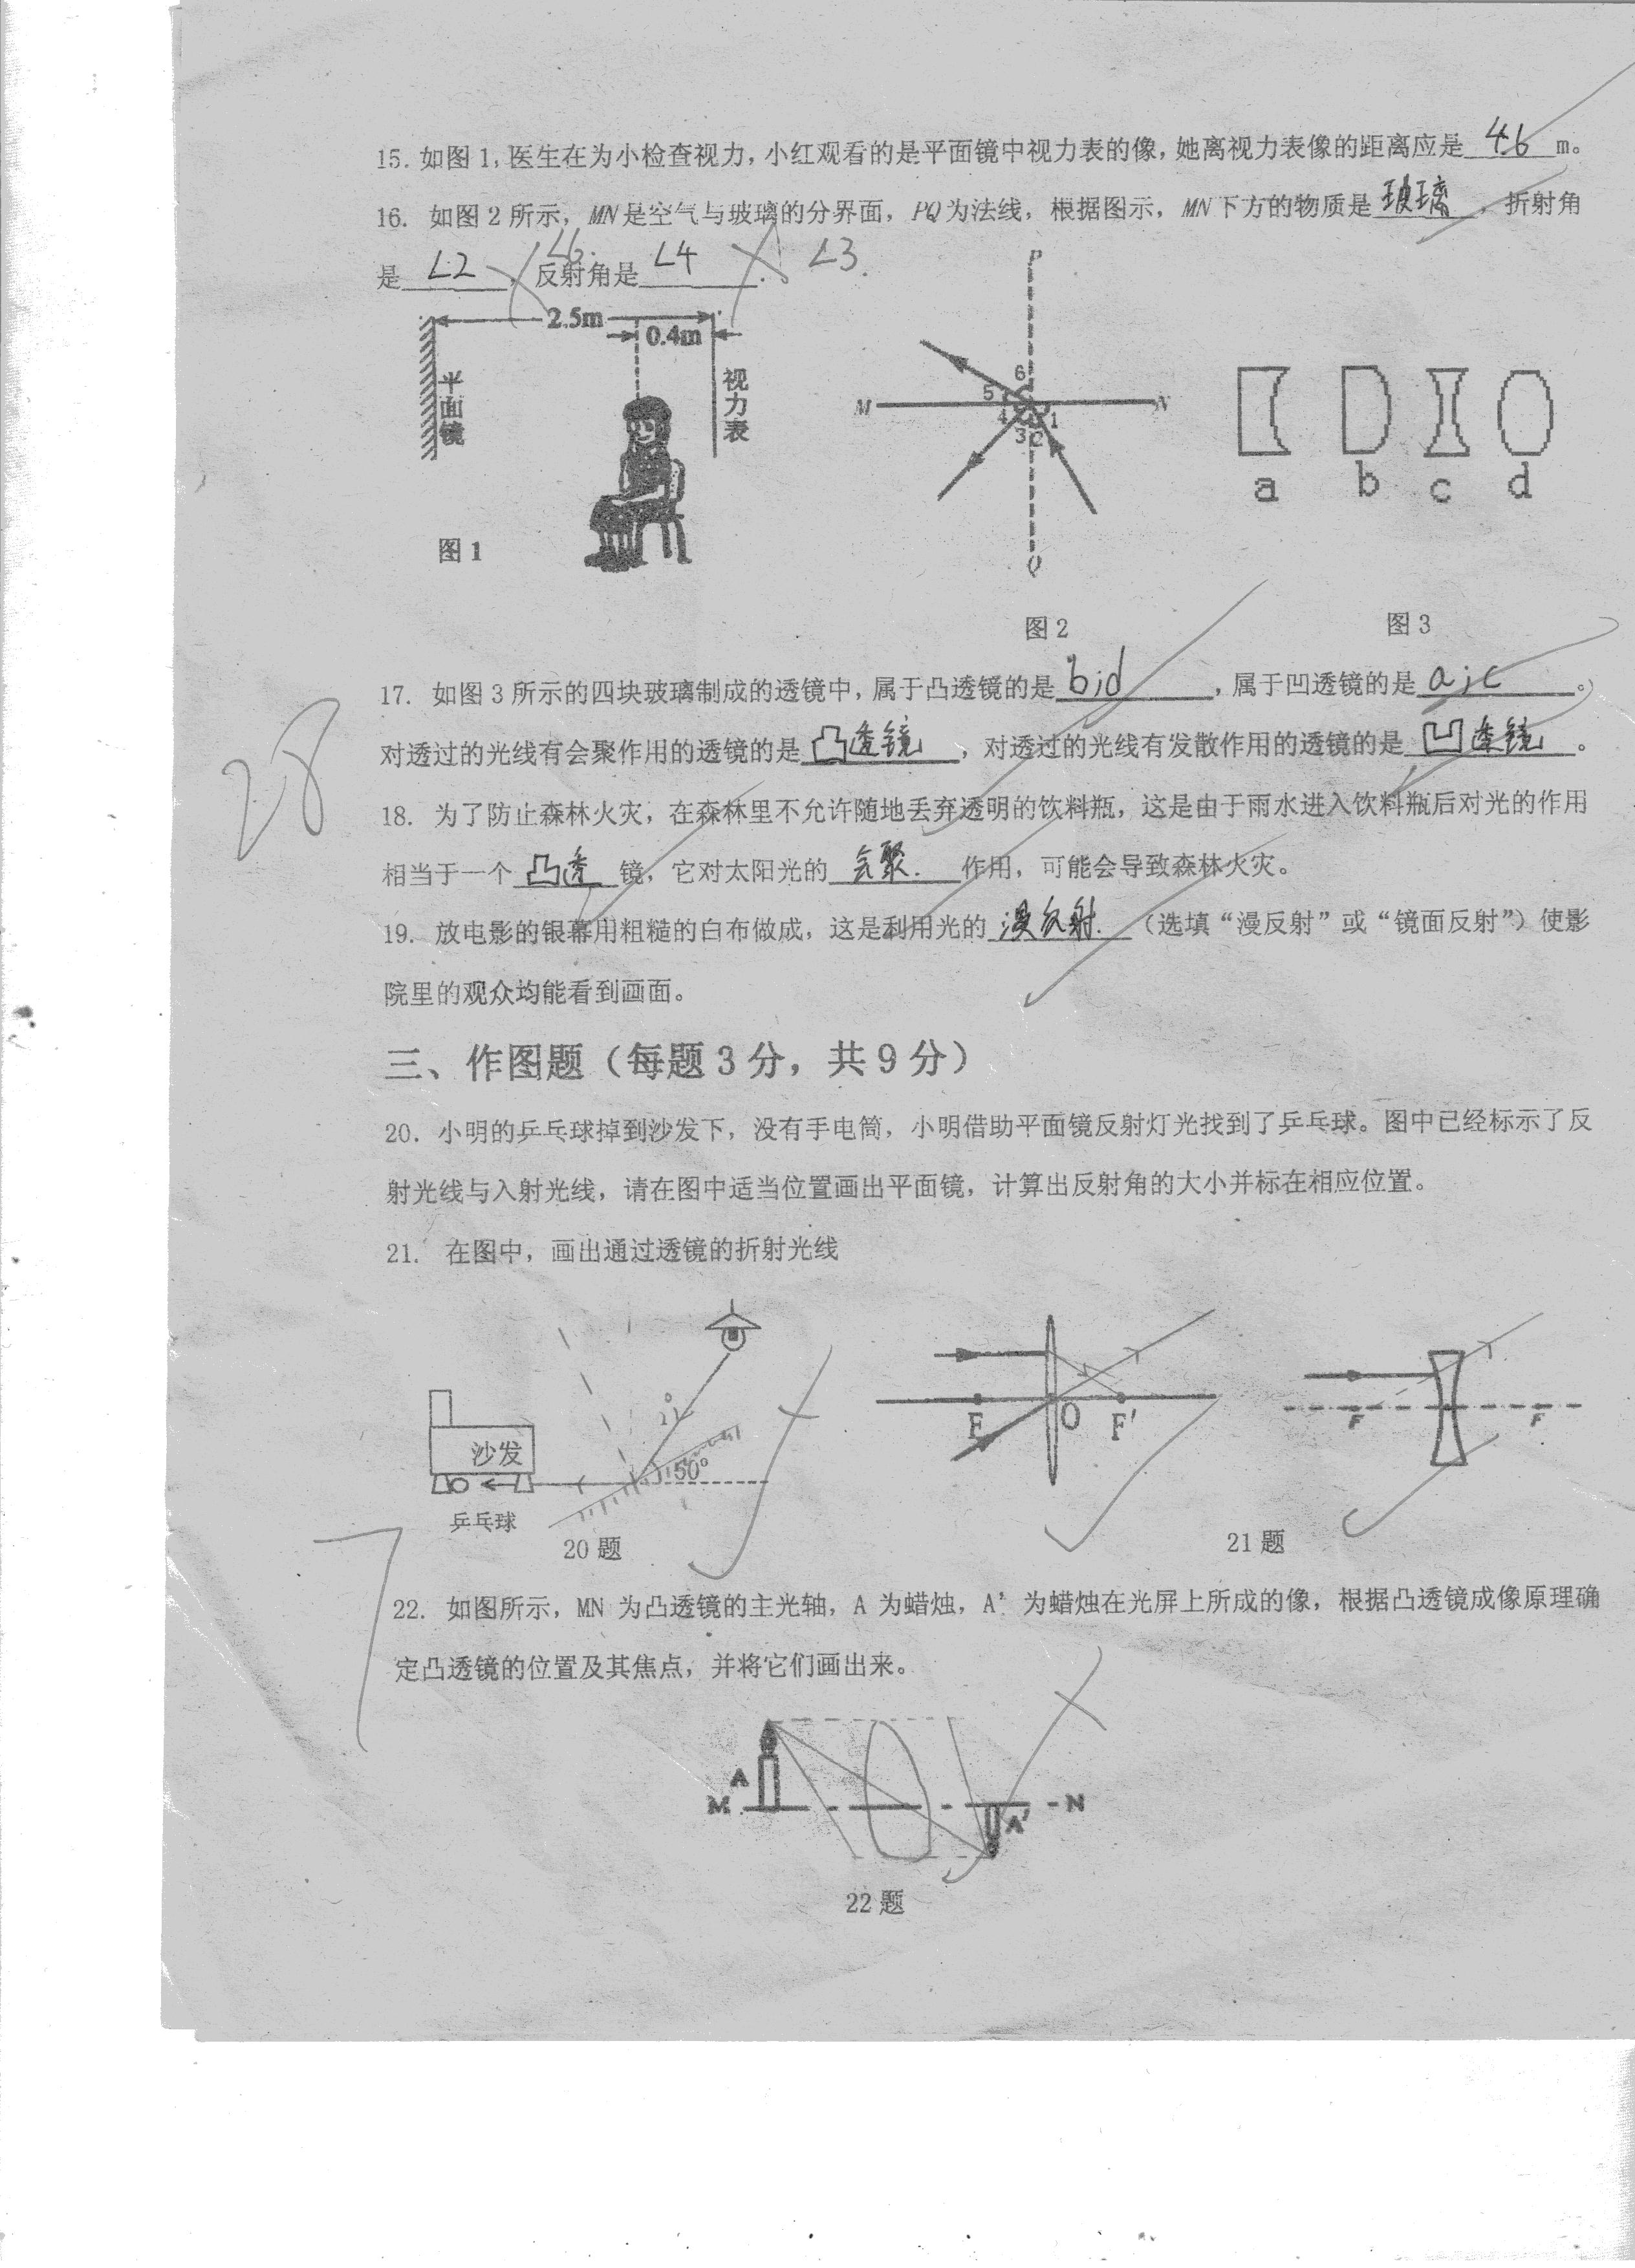 15. 如图1, 医生在为小检查视力, 小红观看的是平面镜中视力表的像, 她离视力表像的距离应是 4.6 m。
16. 如图2所示, MN是空气与玻璃的分界面, PQ为法线, 根据图示, MN下方的物质是 玻璃 , 折射角
是 ∠2 , ∠6. 反射角是 ∠4 . ∠3.
2.5m
0.4m
平面镜
视力表
P
M N
6 5 4 3 2 1
Q
a b c d
图1
图2
图3
17. 如图3所示的四块玻璃制成的透镜中, 属于凸透镜的是 b;d , 属于凹透镜的是 a;c 。
对透过的光线有会聚作用的透镜的是 凸透镜 , 对透过的光线有发散作用的透镜的是 凹透镜 。
28
18. 为了防止森林火灾, 在森林里不允许随地丢弃透明的饮料瓶, 这是由于雨水进入饮料瓶后对光的作用
相当于一个 凸透 镜, 它对太阳光的 会聚. 作用, 可能会导致森林火灾。
19. 放电影的银幕用粗糙的白布做成, 这是利用光的 漫反射. (选填“漫反射”或“镜面反射”) 使影
院里的观众均能看到画面。
三、作图题（每题3分，共9分）
20. 小明的乒乓球掉到沙发下, 没有手电筒, 小明借助平面镜反射灯光找到了乒乓球。图中已经标示了反
射光线与入射光线, 请在图中适当位置画出平面镜, 计算出反射角的大小并标在相应位置。
21. 在图中, 画出通过透镜的折射光线
沙发
50°
乒乓球
20题
F O F'
F F
21题
7
22. 如图所示, MN 为凸透镜的主光轴, A 为蜡烛, A' 为蜡烛在光屏上所成的像, 根据凸透镜成像原理确
定凸透镜的位置及其焦点, 并将它们画出来。
A
M N
A'
22题